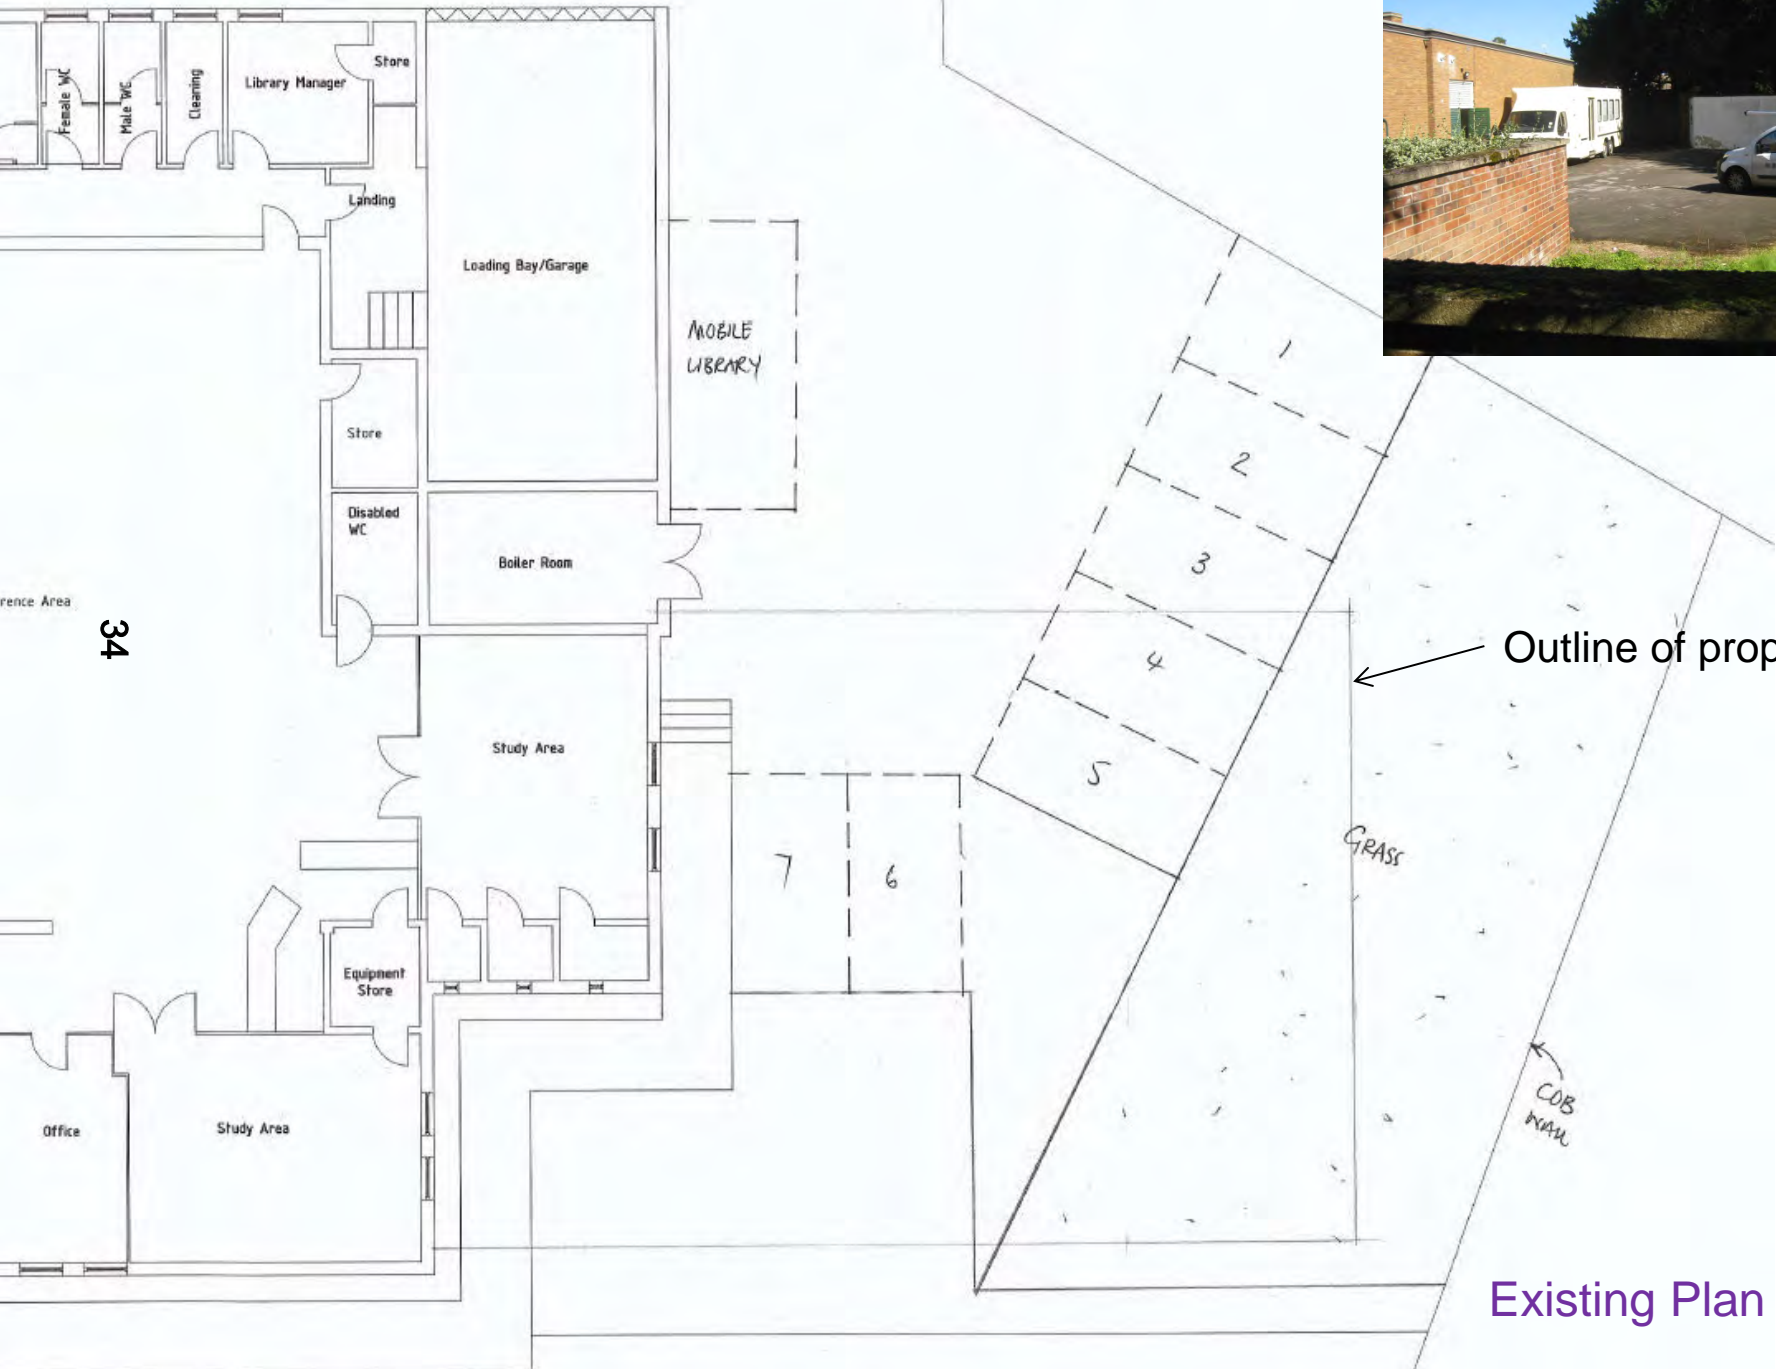 Female WC
Male WC
Cleaning
Library Manager
Store
Landing
Loading Bay/Garage
MOBILE
LIBRARY
1
2
3
4
5
Store
Disabled
WC
Boiler Room
rence Area
34
Outline of prop
Study Area
7
6
GRASS
Equipment
Store
Office
Study Area
COB
WALL
Existing Plan